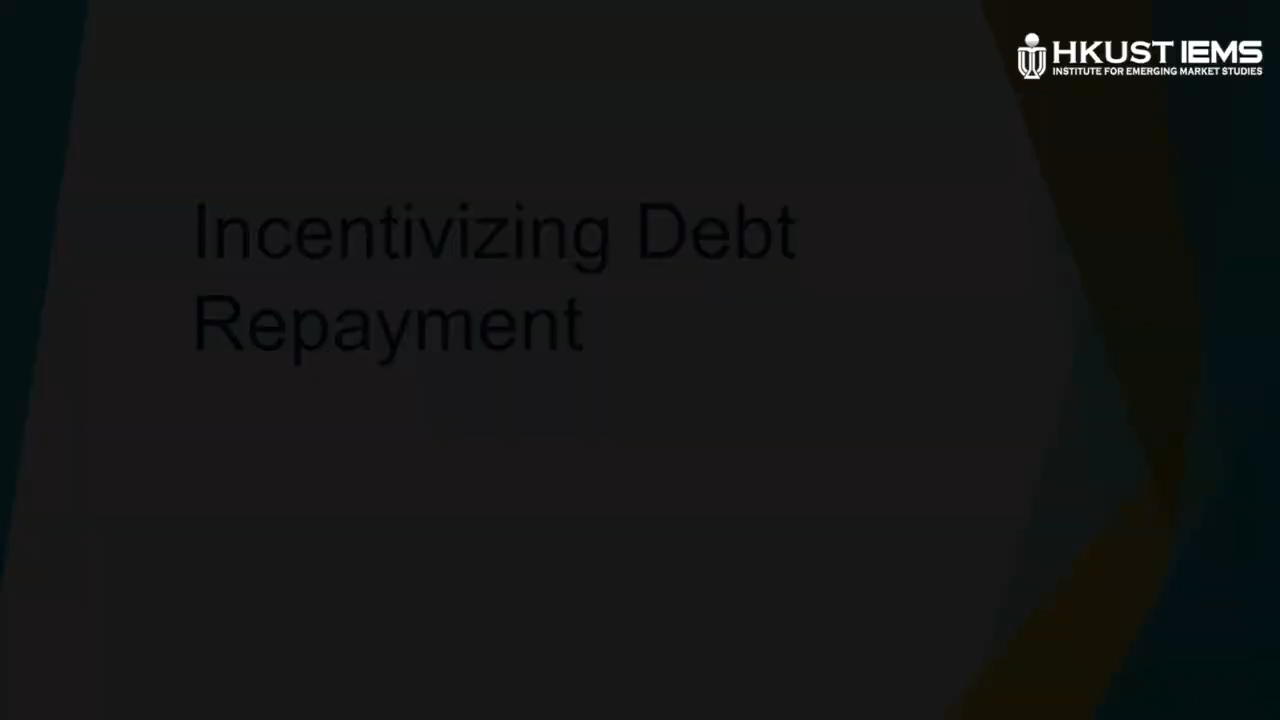 HKUST IEMS
INSTITUTE FOR EMERGING MARKET STUDIES
Incentivizing Debt
Repayment